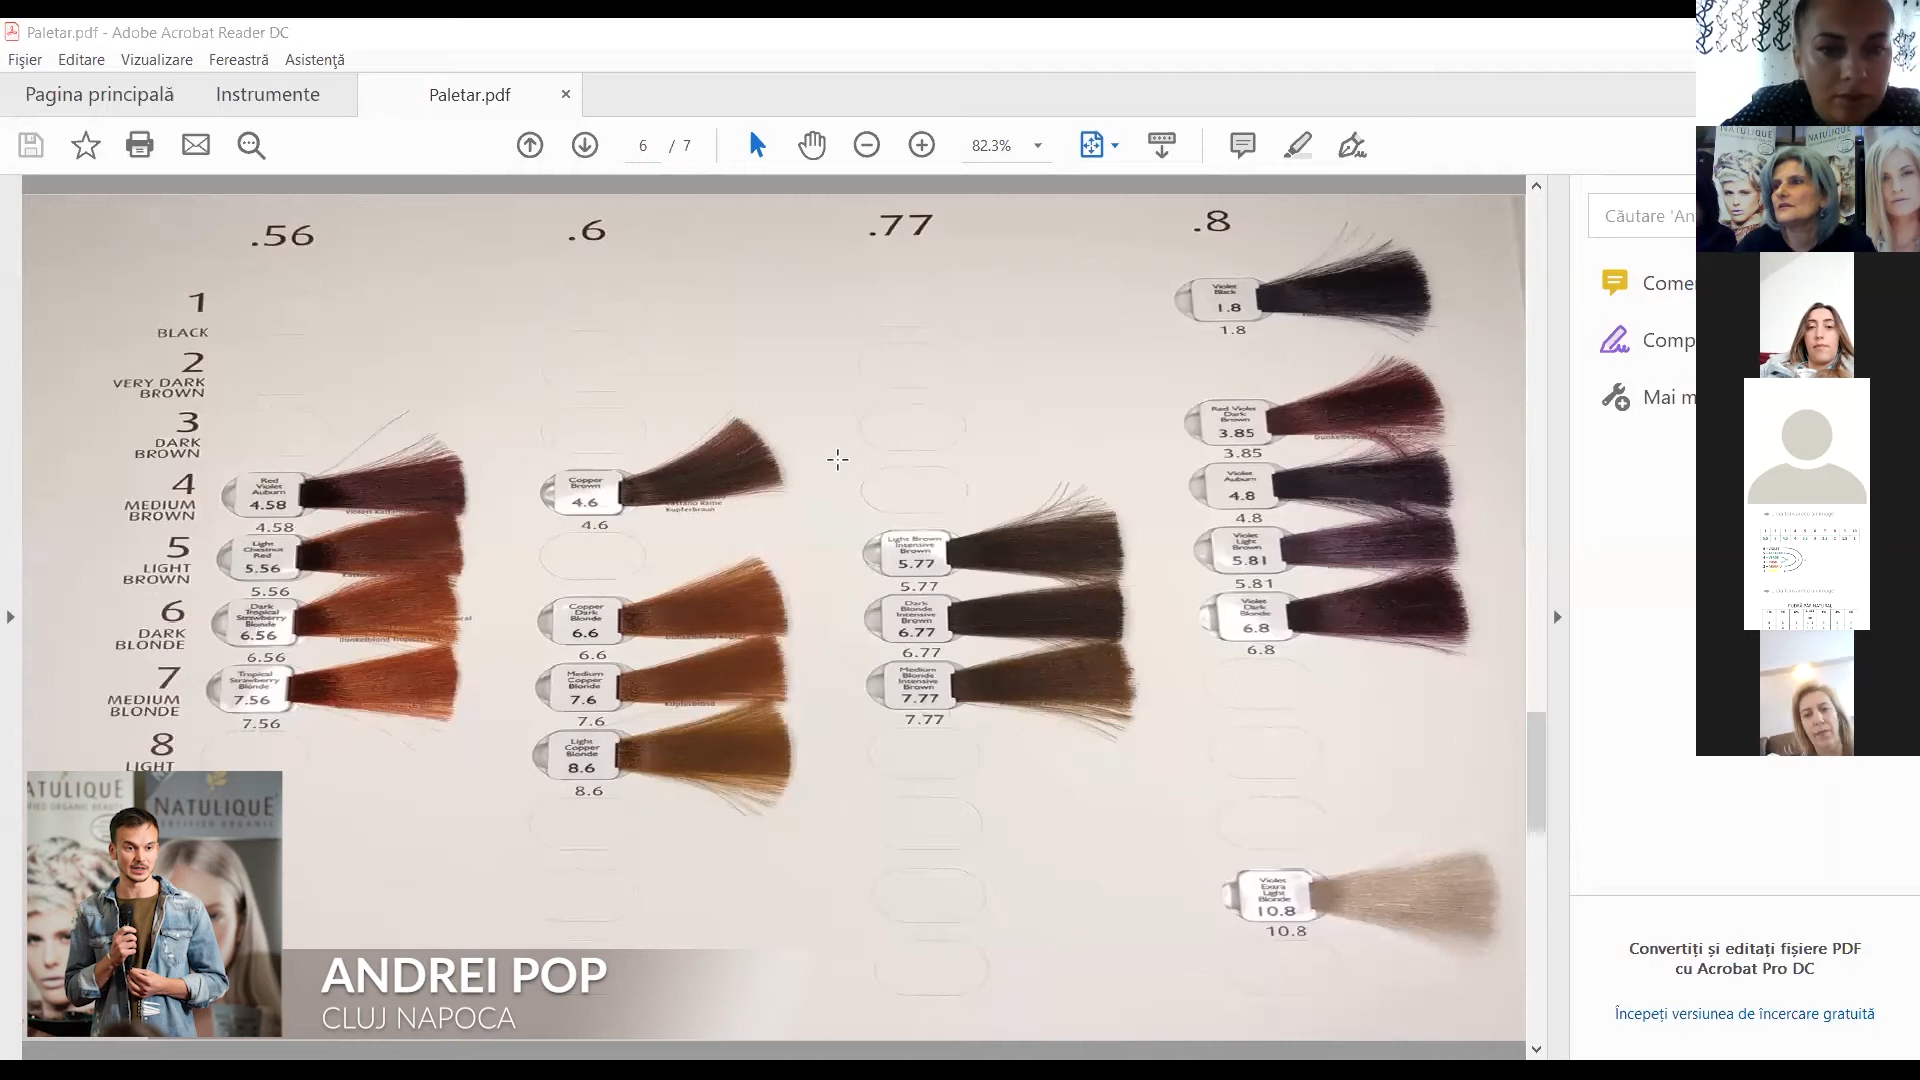 Paletar.pdf - Adobe Acrobat Reader DC
Fişier Editare Vizualizare Fereastră Asistenţă
Pagina principală Instrumente Paletar.pdf
6 / 7 82.3%
Căutare 'An
Comen
Comp
Mai m
.56 .6 .77 .8
1
BLACK
2
VERY DARK
BROWN
3
DARK
BROWN
4
MEDIUM
BROWN
5
LIGHT
BROWN
6
DARK
BLONDE
7
MEDIUM
BLONDE
8
LIGHT
Red
Violet
Auburn
4.58
4.58
Light
Chestnut
Red
5.56
5.56
Dark
Tropical
Strawberry
Blonde
6.56
6.56
Tropical
Strawberry
Blonde
7.56
7.56
Copper
Brown
4.6
Kupferbraun
4.6
Copper
Dark
Blonde
6.6
6.6
Medium
Copper
Blonde
7.6
7.6
Light
Copper
Blonde
8.6
8.6
Light Brown
Intensive
Brown
5.77
5.77
Dark
Blonde
Intensive
Brown
6.77
6.77
Medium
Blonde
Intensive
Brown
7.77
7.77
Violet
Black
1.8
1.8
Red Violet
Dark
Brown
3.85
3.85
Violet
Auburn
4.8
4.8
Violet
Light
Brown
5.81
5.81
Violet
Dark
Blonde
6.8
6.8
Violet
Extra
Light
Blonde
10.8
10.8
ATULIQUE
NATULIQUE
CERTIFIED ORGANIC
ANDREI POP
CLUJ NAPOCA
NATULIQUE NATULIQUE
Convertiți și editați fișiere PDF
cu Acrobat Pro DC
Începeți versiunea de încercare gratuită